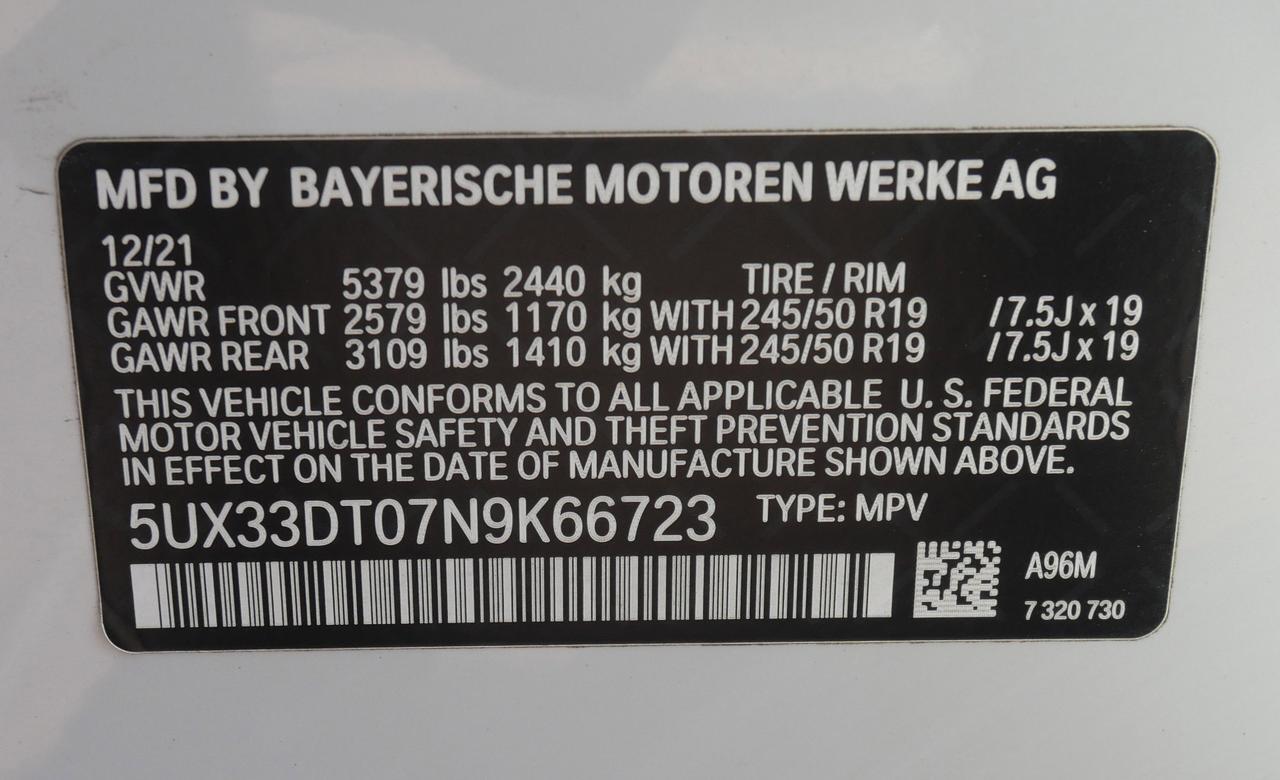 MFD BY BAYERISCHE MOTOREN WERKE AG
12/21
GVWR 5379 lbs 2440 kg TIRE / RIM
GAWR FRONT 2579 lbs 1170 kg WITH 245/50 R19 /7.5J x 19
GAWR REAR 3109 lbs 1410 kg WITH 245/50 R19 /7.5J x 19
THIS VEHICLE CONFORMS TO ALL APPLICABLE U. S. FEDERAL
MOTOR VEHICLE SAFETY AND THEFT PREVENTION STANDARDS
IN EFFECT ON THE DATE OF MANUFACTURE SHOWN ABOVE.
5UX33DT07N9K66723 TYPE: MPV
A96M
7 320 730